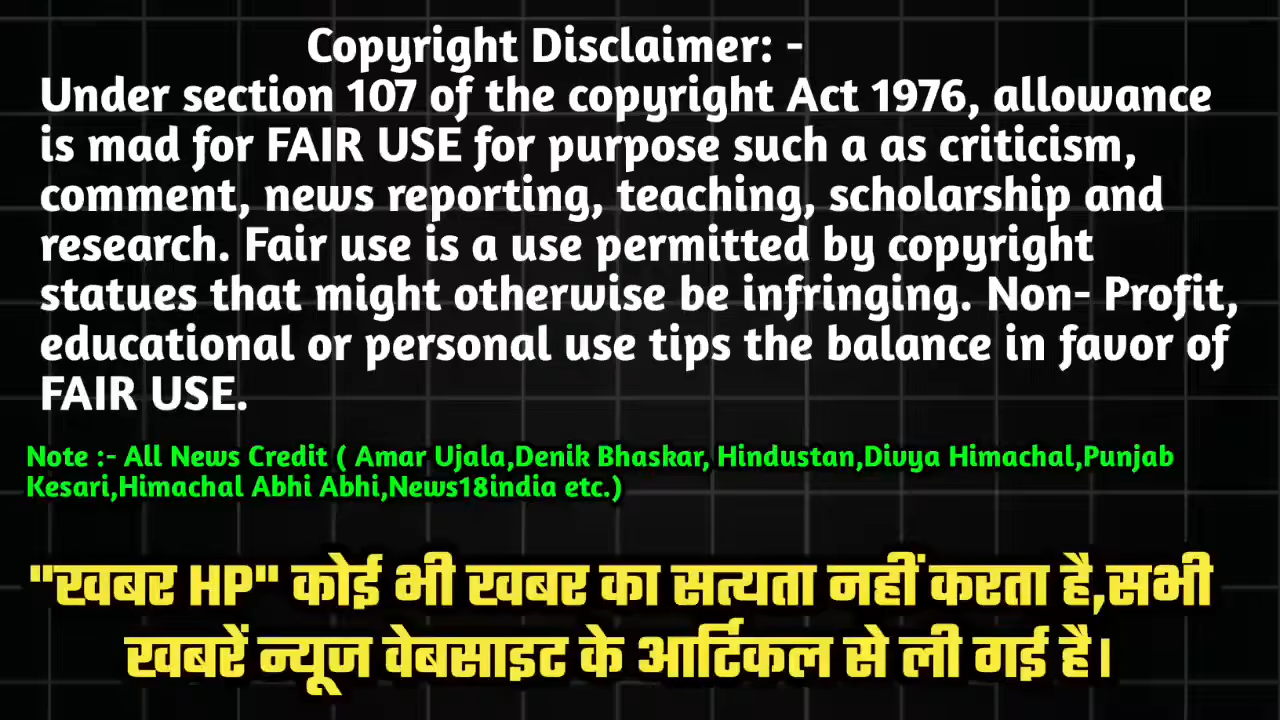 Copyright Disclaimer: -
Under section 107 of the copyright Act 1976, allowance
is mad for FAIR USE for purpose such a as criticism,
comment, news reporting, teaching, scholarship and
research. Fair use is a use permitted by copyright
statues that might otherwise be infringing. Non- Profit,
educational or personal use tips the balance in favor of
FAIR USE.
Note :- All News Credit ( Amar Ujala,Denik Bhaskar, Hindustan,Divya Himachal,Punjab
Kesari,Himachal Abhi Abhi,News18india etc.)
"खबर HP" कोई भी खबर का सत्यता नहीं करता है,सभी
खबरें न्यूज वेबसाइट के आर्टिकल से ली गई है।